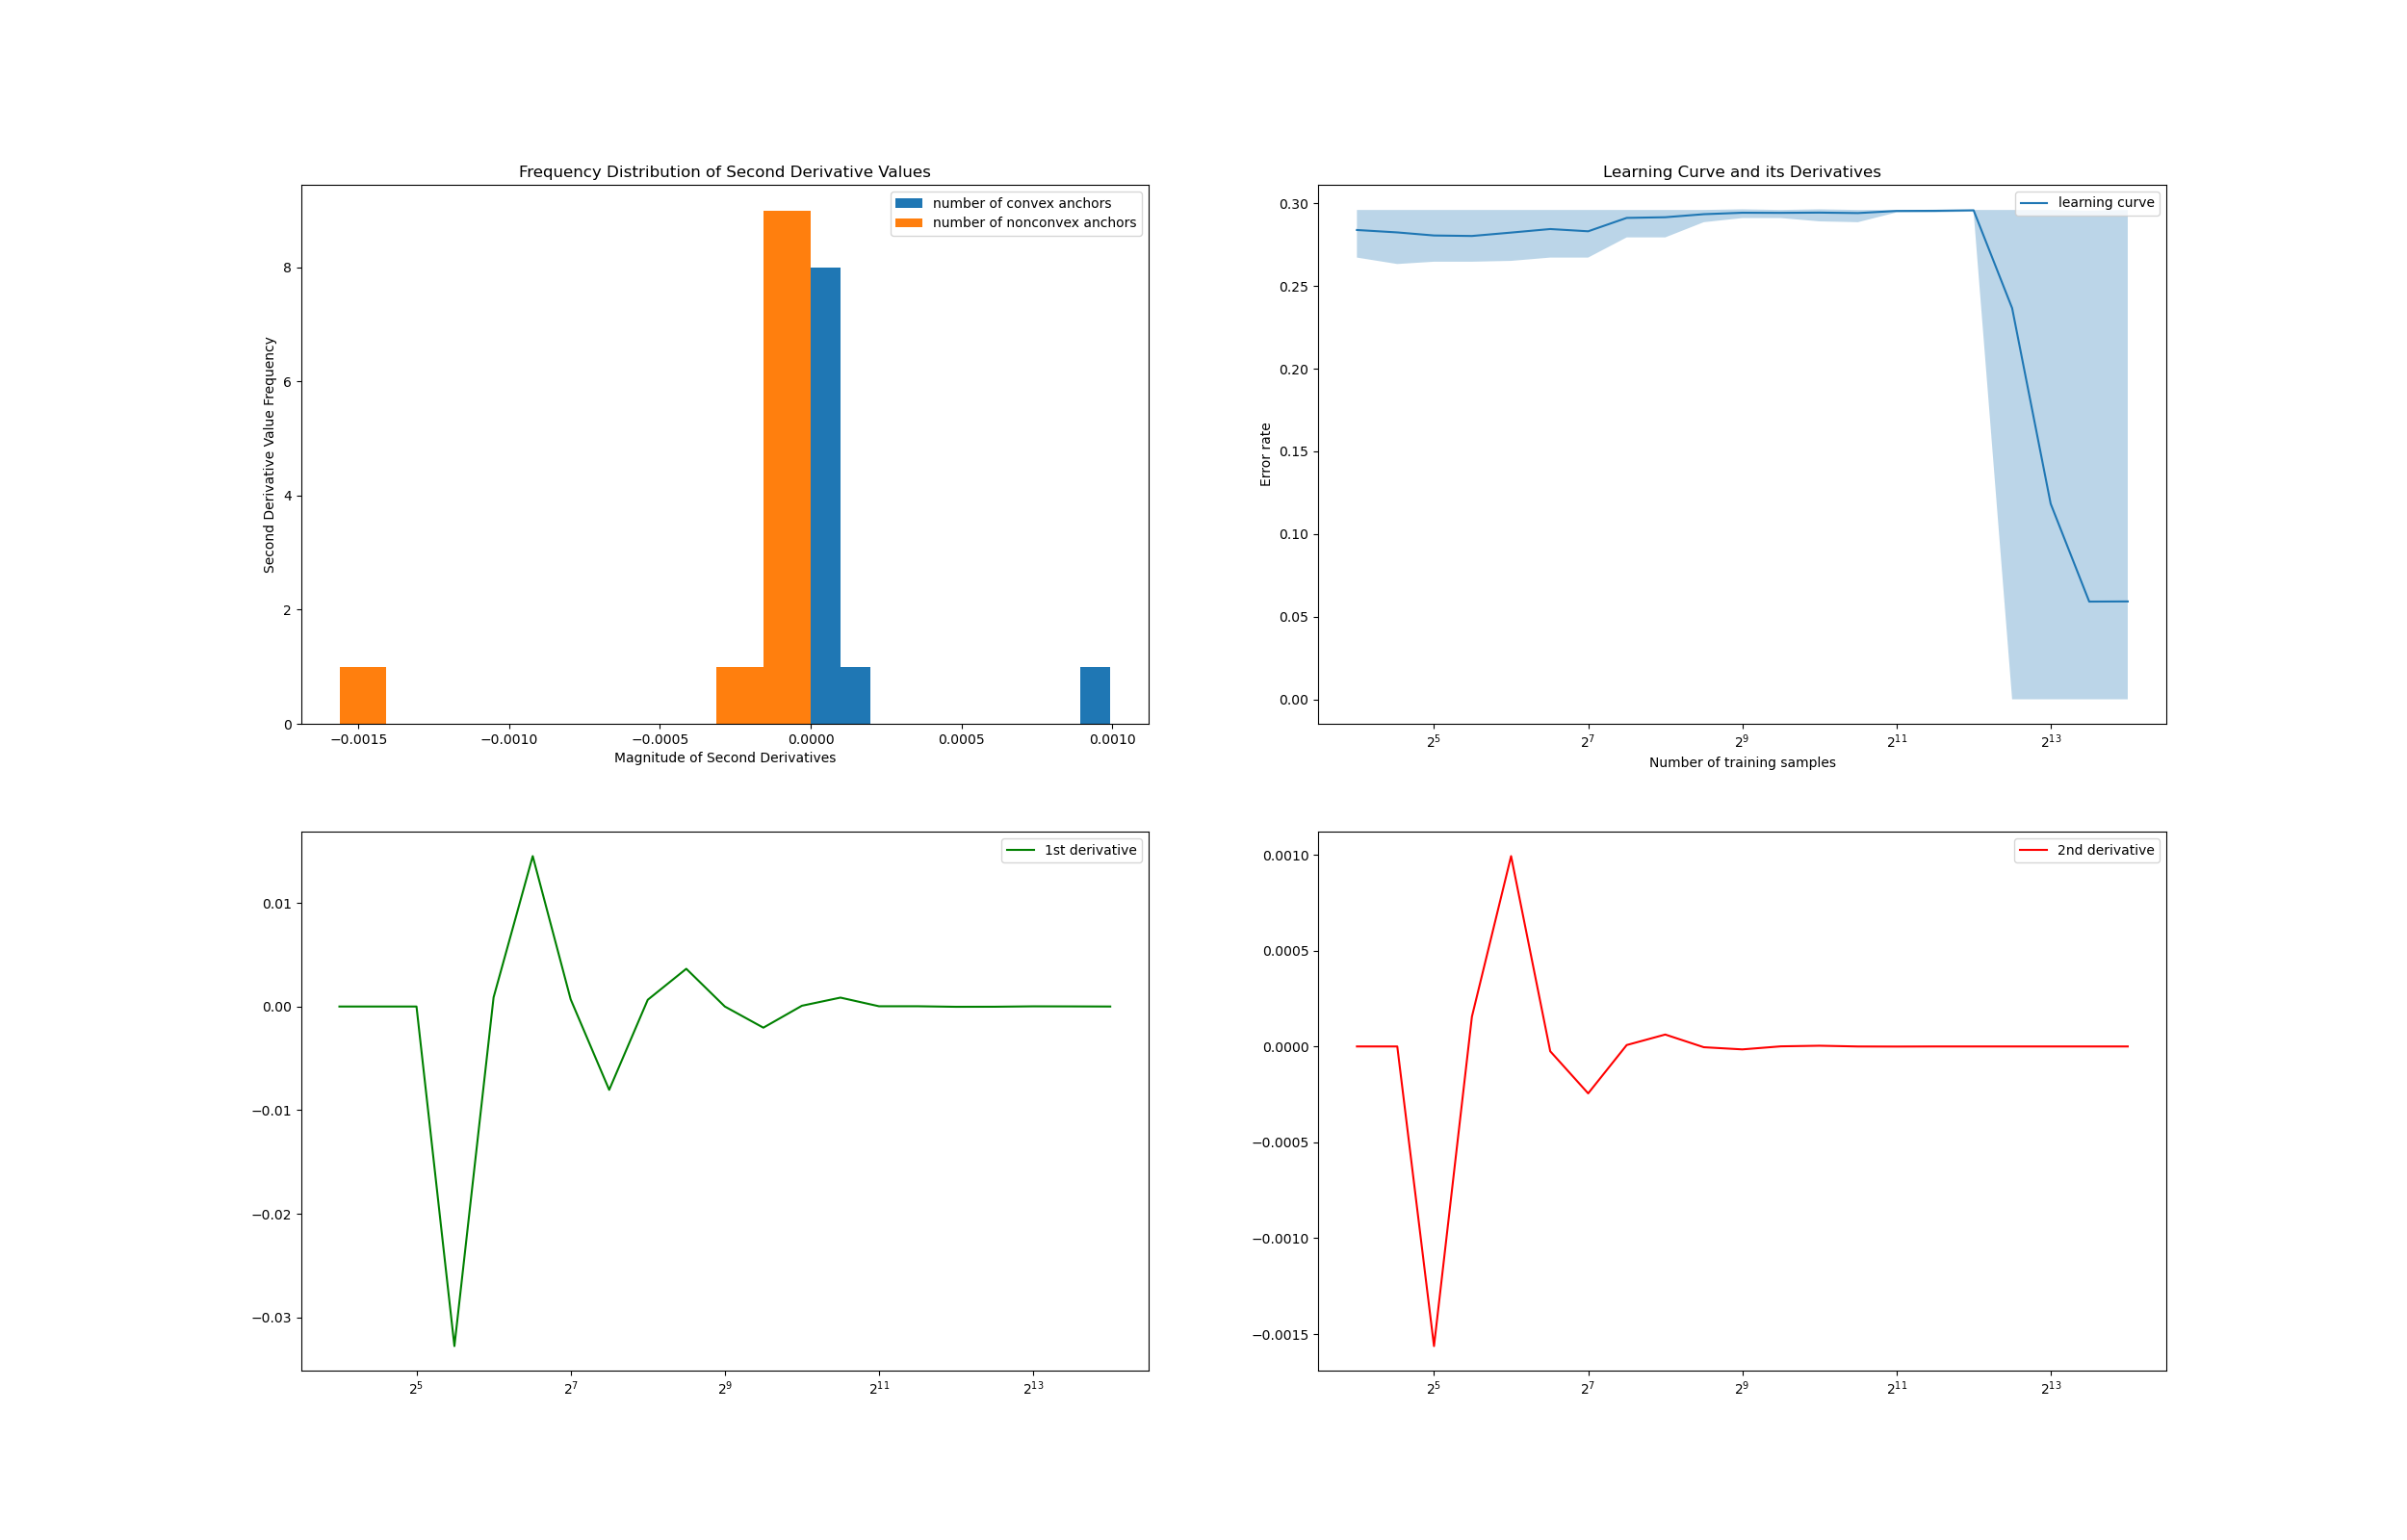 Frequency Distribution of Second Derivative Values
number of convex anchors
number of nonconvex anchors
Second Derivative Value Frequency
8
6
4
2
0
−0.0015 −0.0010 −0.0005 0.0000 0.0005 0.0010
Magnitude of Second Derivatives
Learning Curve and its Derivatives
learning curve
Error rate
0.30
0.25
0.20
0.15
0.10
0.05
0.00
2^5 2^7 2^9 2^11 2^13
Number of training samples
1st derivative
0.01
0.00
−0.01
−0.02
−0.03
2^5 2^7 2^9 2^11 2^13
2nd derivative
0.0010
0.0005
0.0000
−0.0005
−0.0010
−0.0015
2^5 2^7 2^9 2^11 2^13